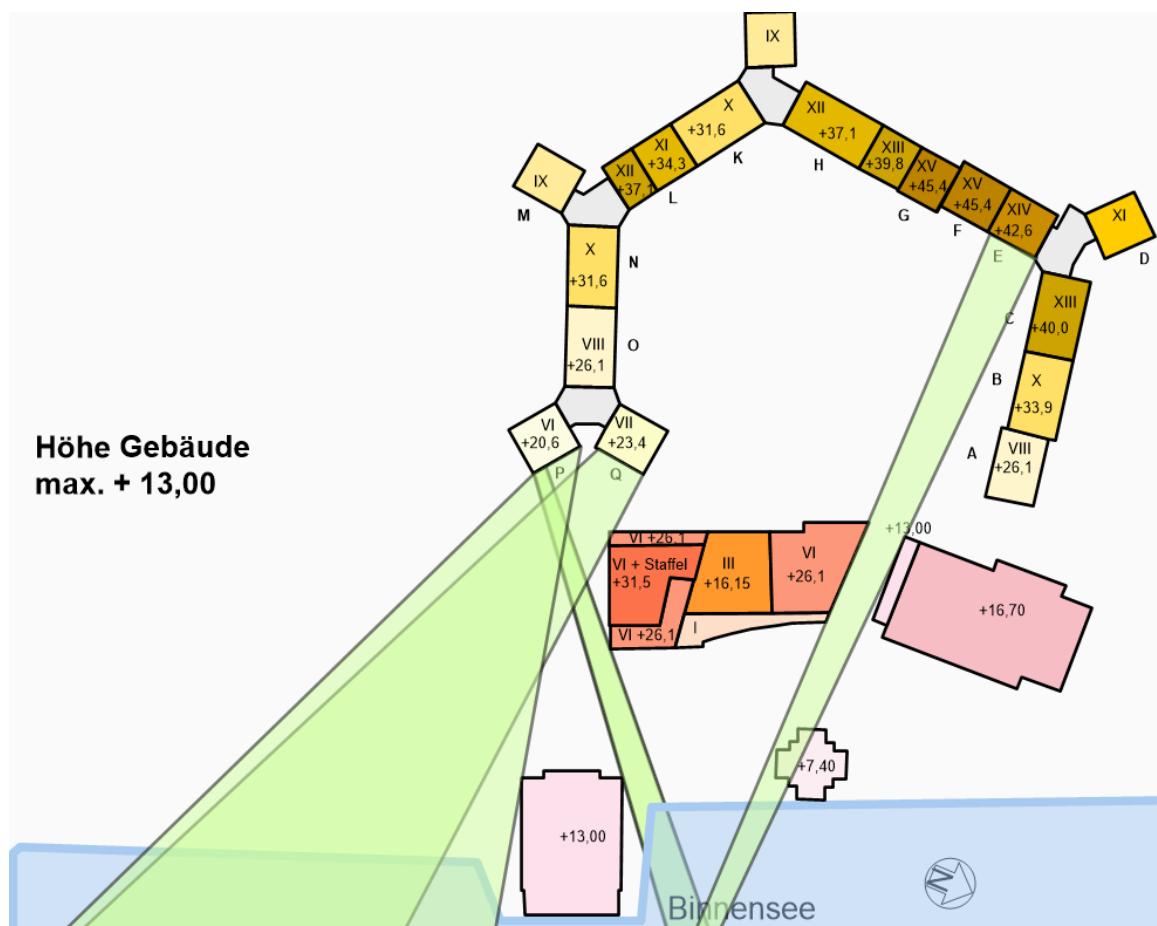 IX
X
+31,6
K
XI
+34,3
L
XII
+37,1
IX
M
X
+31,6
N
VIII
+26,1
O
VI
+20,6
P
VII
+23,4
Q
XII
+37,1
H
XIII
+39,8
XV
+45,4
G
XV
+45,4
F
XIV
+42,6
E
XI
D
XIII
C
+40,0
B
X
+33,9
A
VIII
+26,1
Höhe Gebäude
max. + 13,00
VI +26,1
VI + Staffel
+31,5
VI +26,1
III
+16,15
VI
+26,1
I
+13,00
+16,70
+7,40
+13,00
N
Binnensee